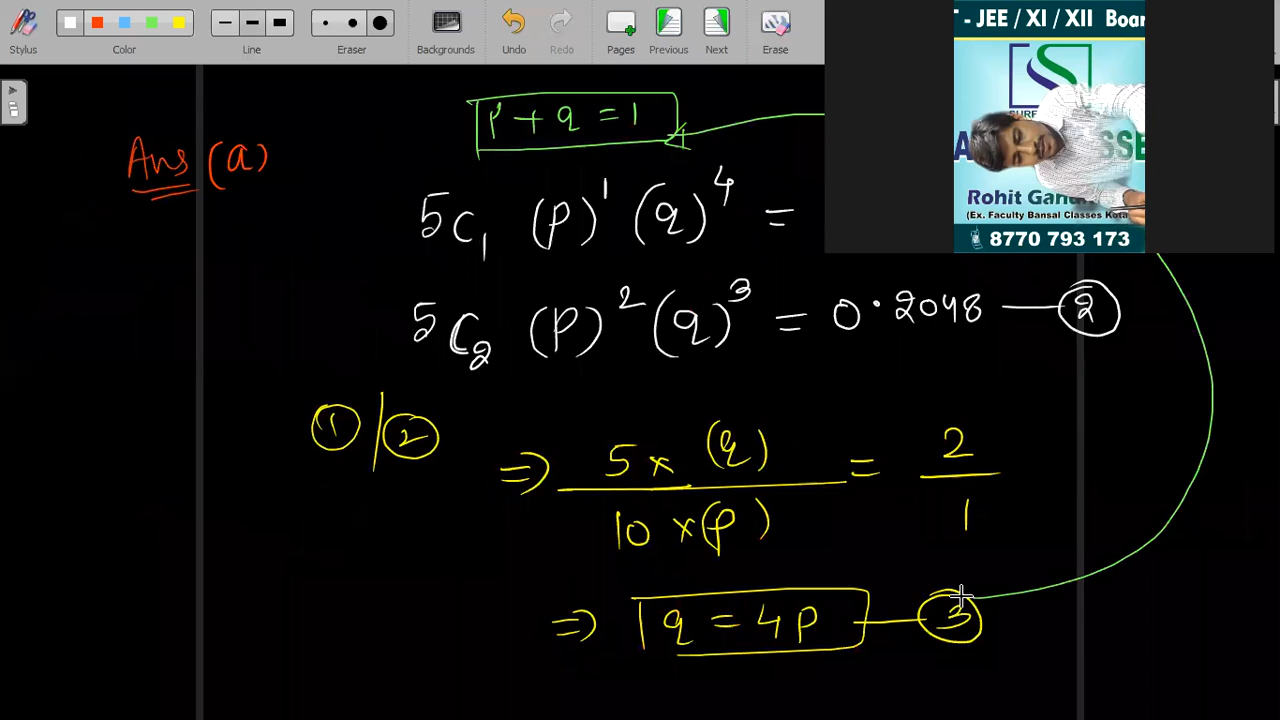 Stylus Color Line Eraser Backgrounds Undo Redo Pages Previous Next Erase
T - JEE / XI / XII Boar
SURE
Rohit Gand
(Ex. Faculty Bansal Classes Kota
8770 793 173
p + q = 1
Ans (a)
5C₁ (p)¹ (q)⁴ =
5C₂ (p)² (q)³ = 0.2048 — ②
① / ② ⇒ 5 × (q) / 10 × (p) = 2 / 1
⇒ q = 4p — ③